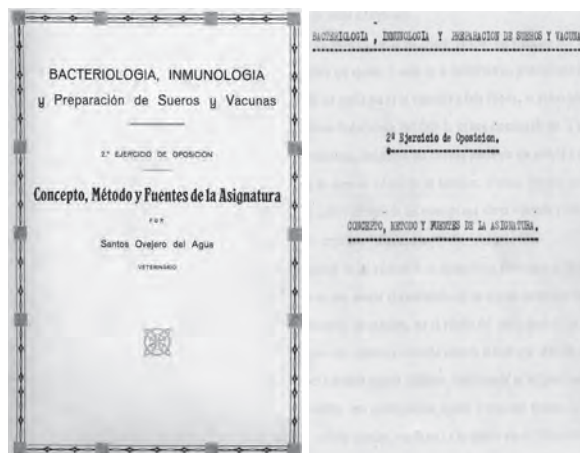 BACTERIOLOGIA, INMUNOLOGIA
y Preparación de Sueros y Vacunas
2.º EJERCICIO DE OPOSICION
Concepto, Método y Fuentes de la Asignatura
POR
Santos Ovejero del Agua
VETERINARIO
BACTERIOLOGIA , INMUNOLOGIA Y PREPARACION DE SUEROS Y VACUNA
2º Ejercicio de Oposicion.
CONCEPTO, METODO Y FUENTES DE LA ASIGNATURA.